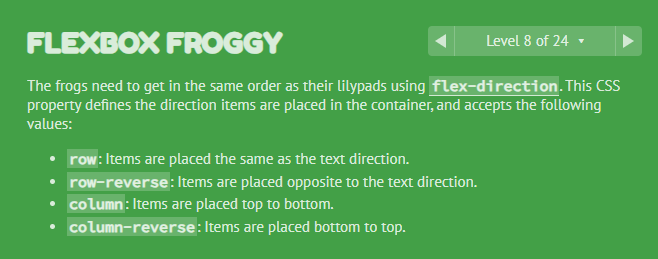 FLEXBOX FROGGY
Level 8 of 24
The frogs need to get in the same order as their lilypads using flex-direction. This CSS
property defines the direction items are placed in the container, and accepts the following
values:
row: Items are placed the same as the text direction.
row-reverse: Items are placed opposite to the text direction.
column: Items are placed top to bottom.
column-reverse: Items are placed bottom to top.